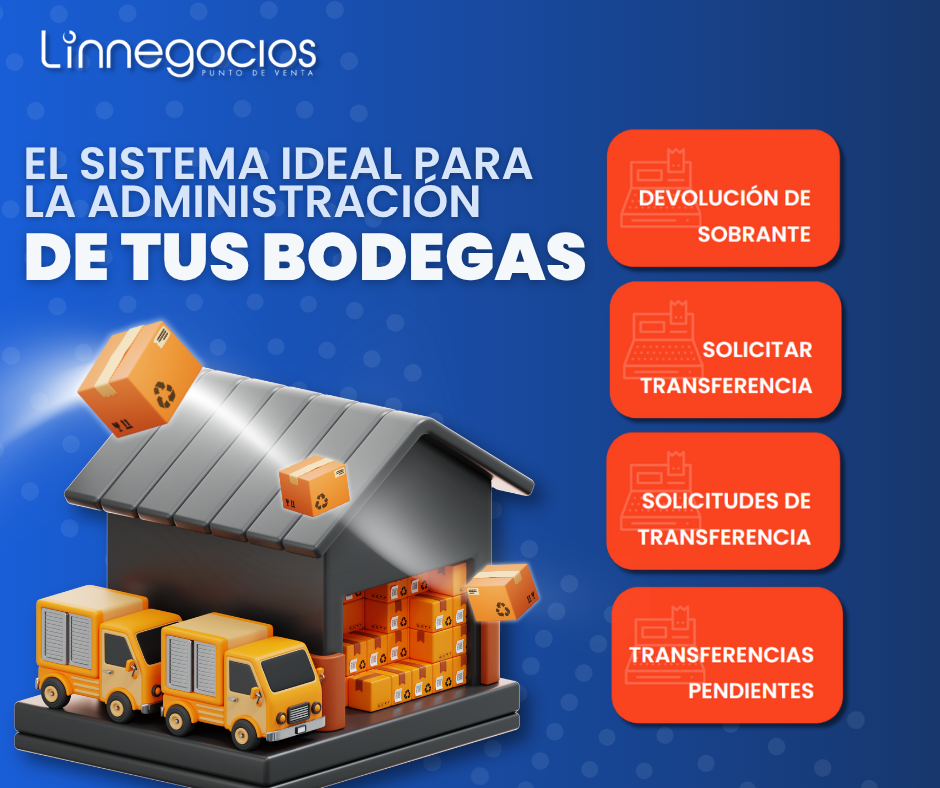 Linnegocios
PUNTO DE VENTA
EL SISTEMA IDEAL PARA
LA ADMINISTRACIÓN
DE TUS BODEGAS
DEVOLUCIÓN DE
SOBRANTE
SOLICITAR
TRANSFERENCIA
SOLICITUDES DE
TRANSFERENCIA
TRANSFERENCIAS
PENDIENTES